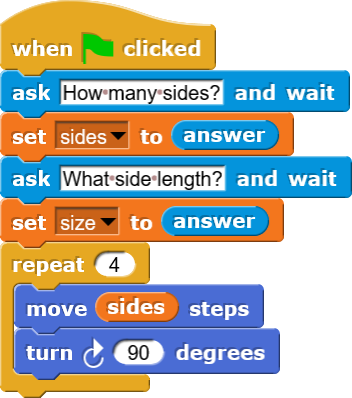 when clicked
ask How many sides? and wait
set sides to answer
ask What side length? and wait
set size to answer
repeat 4
move sides steps
turn 90 degrees